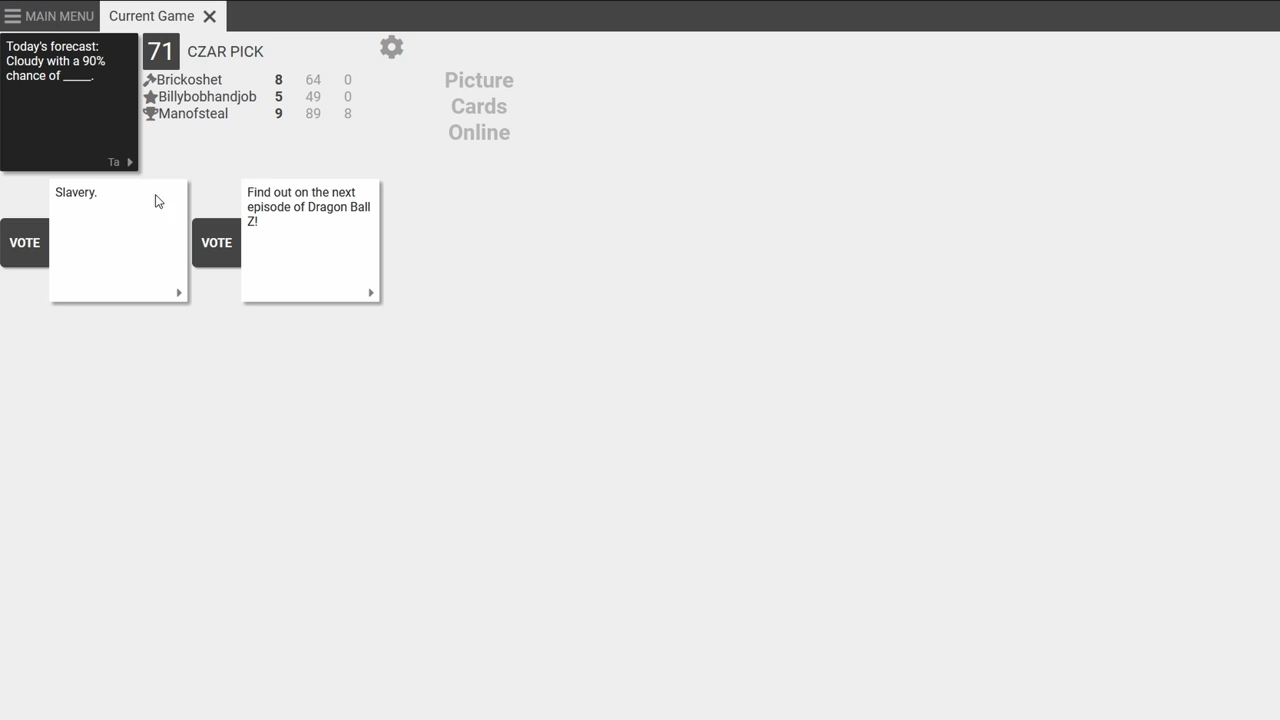 MAIN MENU
Current Game
Today's forecast:
Cloudy with a 90%
chance of _____.
Ta
71 CZAR PICK
Brickoshet 8 64 0
Billybobhandjob 5 49 0
Manofsteal 9 89 8
Picture
Cards
Online
VOTE
Slavery.
VOTE
Find out on the next
episode of Dragon Ball
Z!